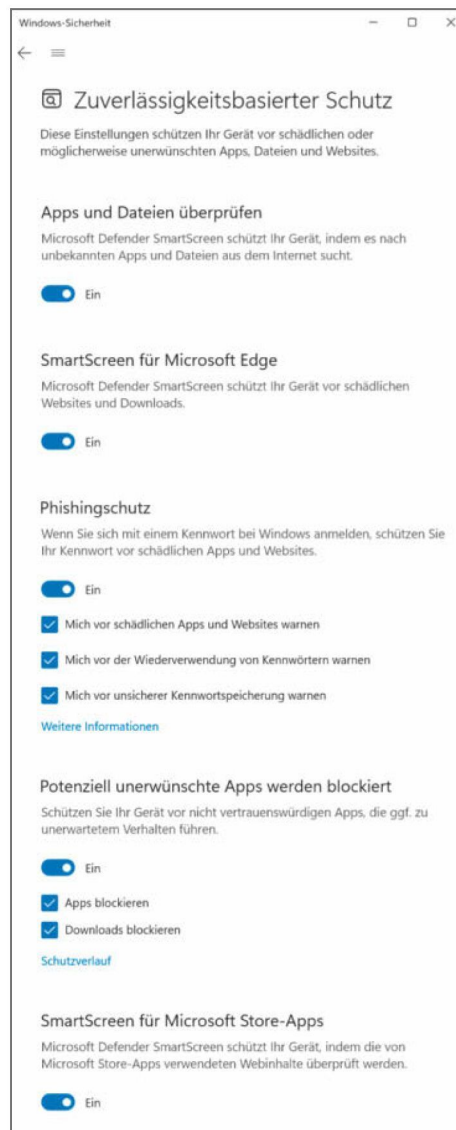 Windows-Sicherheit
Zuverlässigkeitsbasierter Schutz
Diese Einstellungen schützen Ihr Gerät vor schädlichen oder
möglicherweise unerwünschten Apps, Dateien und Websites.
Apps und Dateien überprüfen
Microsoft Defender SmartScreen schützt Ihr Gerät, indem es nach
unbekannten Apps und Dateien aus dem Internet sucht.
Ein
SmartScreen für Microsoft Edge
Microsoft Defender SmartScreen schützt Ihr Gerät vor schädlichen
Websites und Downloads.
Ein
Phishingschutz
Wenn Sie sich mit einem Kennwort bei Windows anmelden, schützen Sie
Ihr Kennwort vor schädlichen Apps und Websites.
Ein
Mich vor schädlichen Apps und Websites warnen
Mich vor der Wiederverwendung von Kennwörtern warnen
Mich vor unsicherer Kennwortspeicherung warnen
Weitere Informationen
Potenziell unerwünschte Apps werden blockiert
Schützen Sie Ihr Gerät vor nicht vertrauenswürdigen Apps, die ggf. zu
unerwartetem Verhalten führen.
Ein
Apps blockieren
Downloads blockieren
Schutzverlauf
SmartScreen für Microsoft Store-Apps
Microsoft Defender SmartScreen schützt Ihr Gerät, indem die von
Microsoft Store-Apps verwendeten Webinhalte überprüft werden.
Ein